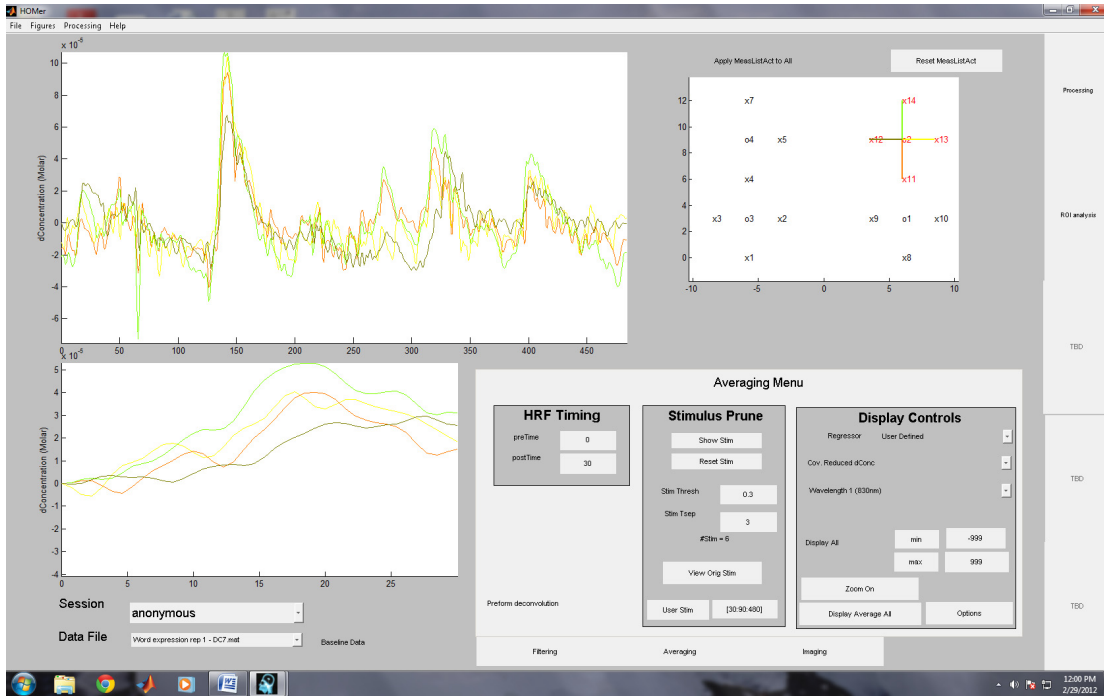 HOMer
File Figures Processing Help
x 10^-5
10
8
6
4
2
0
-2
-4
-6
dConcentration (Molar)
0 50 100 150 200 250 300 350 400 450
Apply MeasListAct to All
Reset MeasListAct
12
10
8
6
4
2
0
-10 -5 0 5 10
x7 x14
o4 x5 x12 o2 x13
x4 x11
x3 o3 x2 x9 o1 x10
x1 x8
Processing
ROI analysis
TBD
TBD
TBD
x 10^-5
5
4
3
2
1
0
-1
-2
-3
-4
dConcentration (Molar)
0 5 10 15 20 25
Averaging Menu
HRF Timing
preTime 0
postTime 30
Stimulus Prune
Show Stim
Reset Stim
Stim Thresh 0.3
Stim Tsep 3
#Stim = 6
View Orig Stim
User Stim [30:90:480]
Display Controls
Regressor User Defined
Cov. Reduced dConc
Wavelength 1 (830nm)
Display All min -999
max 999
Zoom On
Display Average All Options
Preform deconvolution
Session anonymous
Data File Word expression rep 1 - DC7.mat Baseline Data
Filtering Averaging Imaging
12:00 PM
2/29/2012